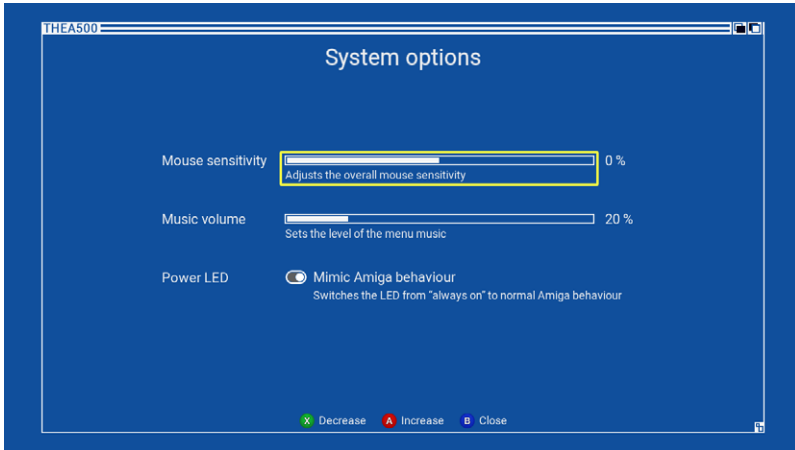 THEA500
System options
Mouse sensitivity 0 %
Adjusts the overall mouse sensitivity
Music volume 20 %
Sets the level of the menu music
Power LED Mimic Amiga behaviour
Switches the LED from "always on" to normal Amiga behaviour
X Decrease A Increase B Close